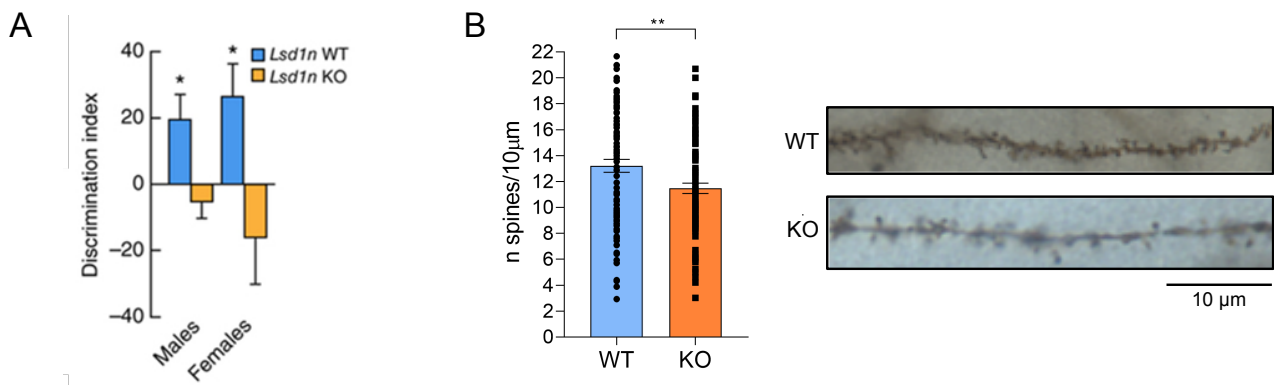 A
Discrimination index
40
20
0
–20
–40
*
*
Lsd1n WT
Lsd1n KO
Males
Females
B
**
n spines/10µm
22
20
18
16
14
12
10
8
6
4
2
0
WT
KO
WT
KO
10 µm